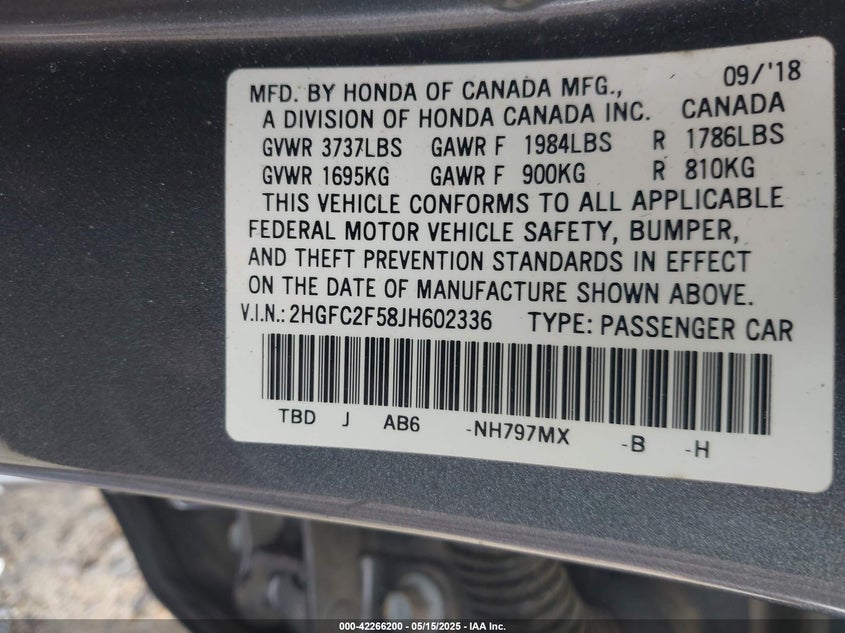 MFD. BY HONDA OF CANADA MFG., 09/'18
A DIVISION OF HONDA CANADA INC. CANADA
GVWR 3737LBS GAWR F 1984LBS R 1786LBS
GVWR 1695KG GAWR F 900KG R 810KG
THIS VEHICLE CONFORMS TO ALL APPLICABLE
FEDERAL MOTOR VEHICLE SAFETY, BUMPER,
AND THEFT PREVENTION STANDARDS IN EFFECT
ON THE DATE OF MANUFACTURE SHOWN ABOVE.
V.I.N.: 2HGFC2F58JH602336 TYPE: PASSENGER CAR
TBD J AB6 -NH797MX -B -H
000-42266200 - 05/15/2025 - IAA Inc.